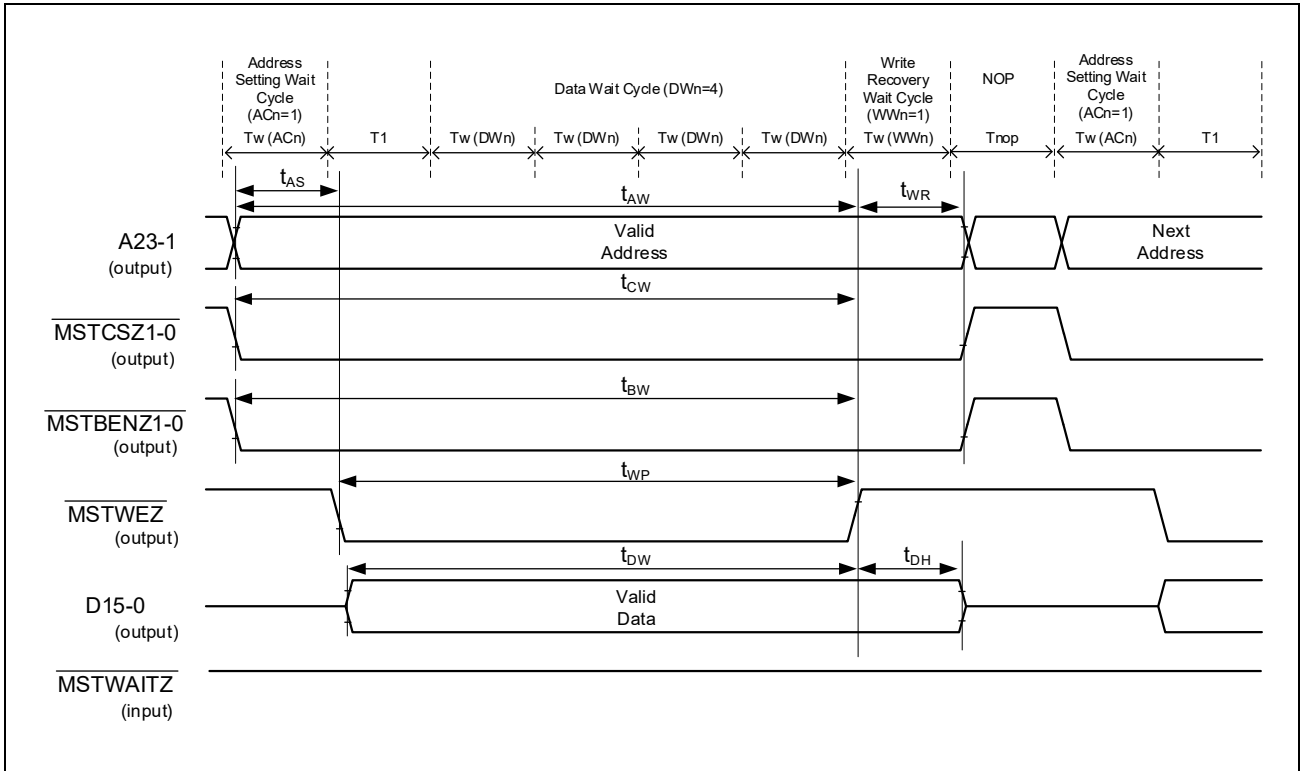 Address
Setting Wait
Cycle
(ACn=1)
Data Wait Cycle (DWn=4)
Write
Recovery
Wait Cycle
(WWn=1)
NOP
Address
Setting Wait
Cycle
(ACn=1)
Tw (ACn) T1 Tw (DWn) Tw (DWn) Tw (DWn) Tw (DWn) Tw (WWn) Tnop Tw (ACn) T1
tAS
tAW
tWR
A23-1
(output)
Valid
Address
Next
Address
tCW
MSTCSZ1-0
(output)
tBW
MSTBENZ1-0
(output)
tWP
MSTWEZ
(output)
tDW
tDH
D15-0
(output)
Valid
Data
MSTWAITZ
(input)